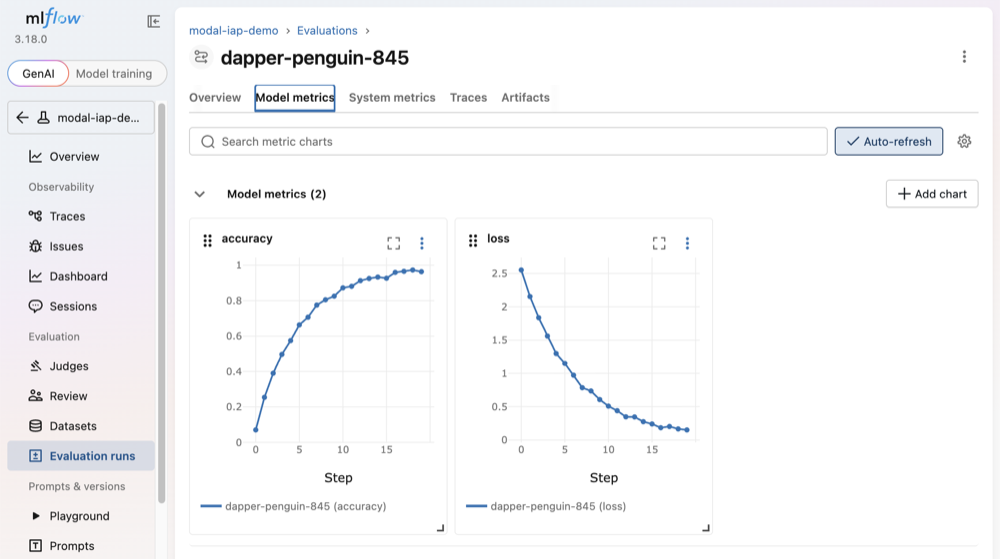 mlflow
3.18.0
GenAI
Model training
modal-iap-de...
Overview
Observability
Traces
Issues
Dashboard
Sessions
Evaluation
Judges
Review
Datasets
Evaluation runs
Prompts & versions
Playground
Prompts
modal-iap-demo > Evaluations >
dapper-penguin-845
Overview Model metrics System metrics Traces Artifacts
Search metric charts
Auto-refresh
Model metrics (2)
Add chart
accuracy
1
0.8
0.6
0.4
0.2
0
0 5 10 15
Step
dapper-penguin-845 (accuracy)
loss
2.5
2
1.5
1
0.5
0
0 5 10 15
Step
dapper-penguin-845 (loss)